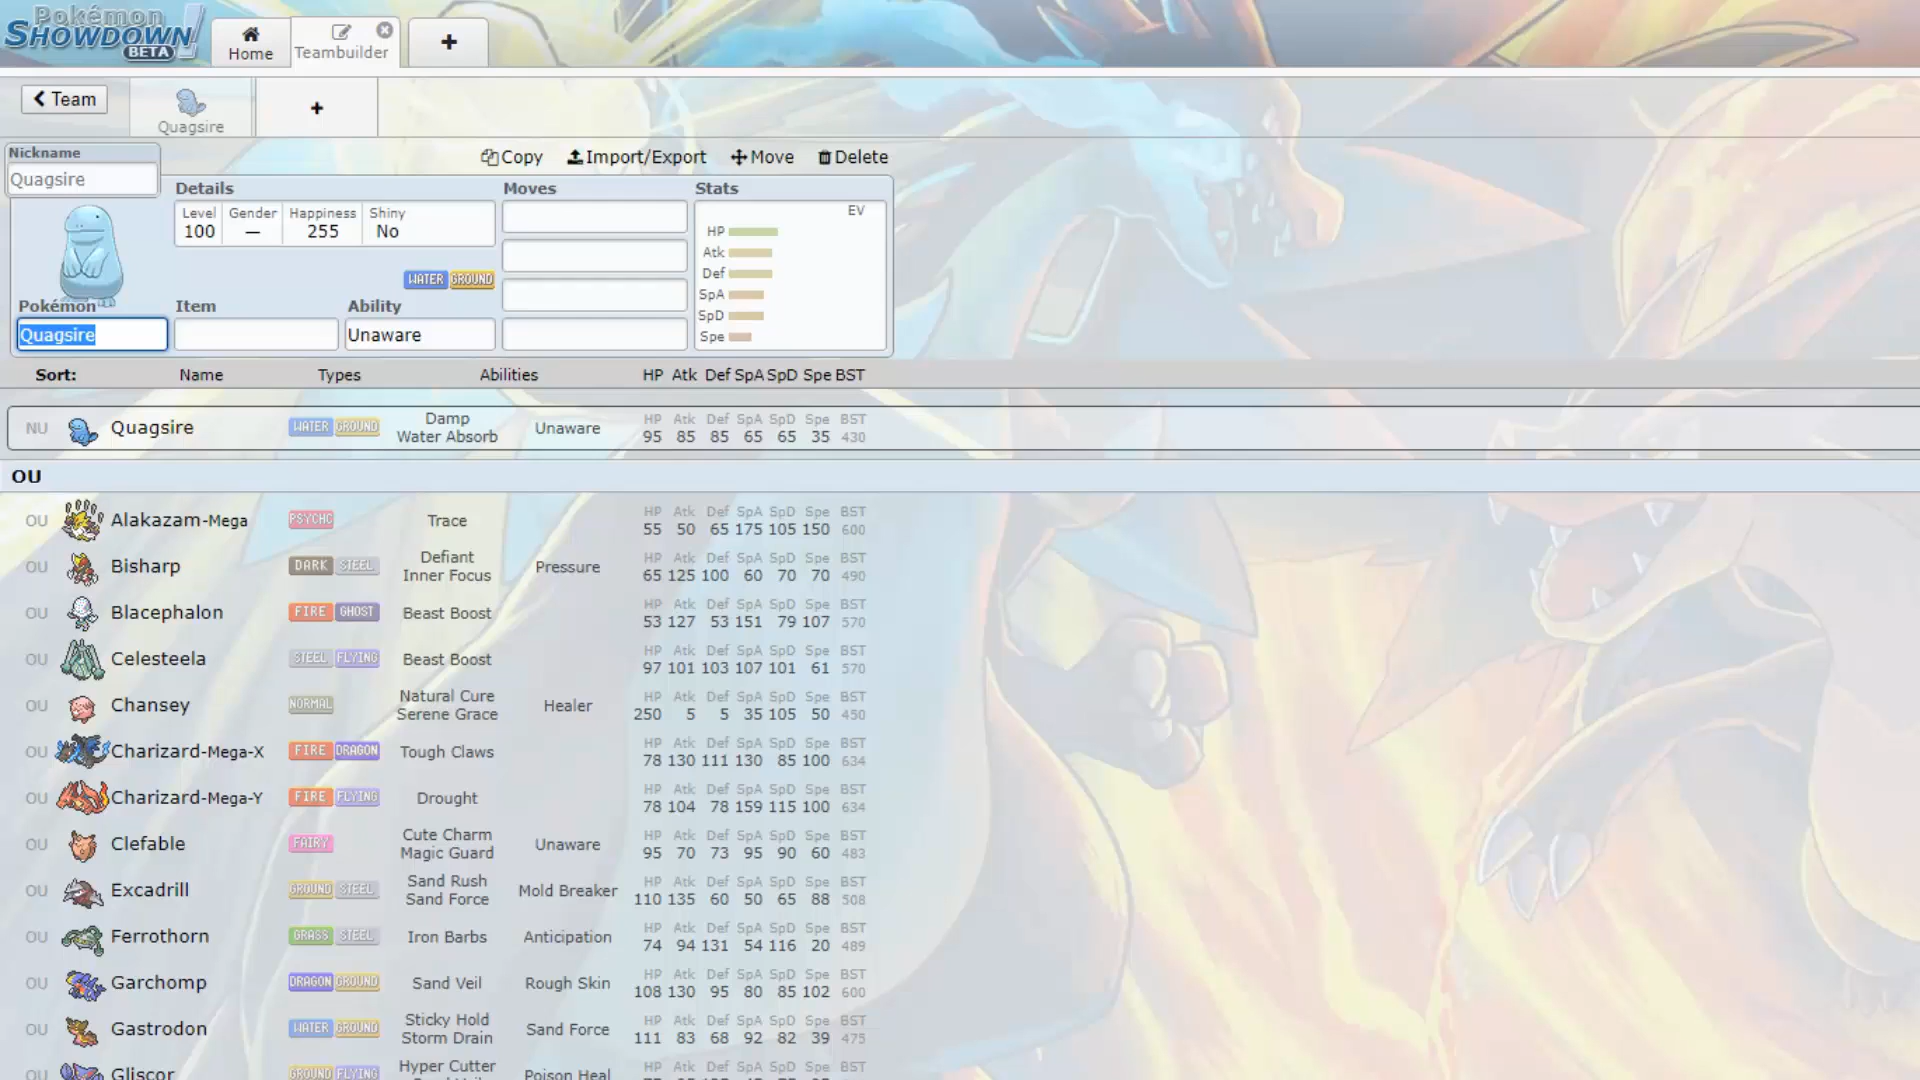 Pokémon
SHOWDOWN!
BETA
Home
Teambuilder
+
Team
Quagsire
+
Nickname
Quagsire
Copy
Import/Export
Move
Delete
Details
Moves
Stats
Level Gender Happiness Shiny
100 — 255 No
EV
HP
Atk
Def
SpA
SpD
Spe
WATER GROUND
Pokémon Item Ability
Quagsire Unaware
Sort: Name Types Abilities HP Atk Def SpA SpD Spe BST
NU Quagsire WATER GROUND Damp Water Absorb Unaware HP 95 Atk 85 Def 85 SpA 65 SpD 65 Spe 35 BST 430
OU
OU Alakazam-Mega PSYCHC Trace HP 55 Atk 50 Def 65 SpA 175 SpD 105 Spe 150 BST 600
OU Bisharp DARK STEEL Defiant Inner Focus Pressure HP 65 Atk 125 Def 100 SpA 60 SpD 70 Spe 70 BST 490
OU Blacephalon FIRE GHOST Beast Boost HP 53 Atk 127 Def 53 SpA 151 SpD 79 Spe 107 BST 570
OU Celesteela STEEL FLYING Beast Boost HP 97 Atk 101 Def 103 SpA 107 SpD 101 Spe 61 BST 570
OU Chansey NORMAL Natural Cure Serene Grace Healer HP 250 Atk 5 Def 5 SpA 35 SpD 105 Spe 50 BST 450
OU Charizard-Mega-X FIRE DRAGON Tough Claws HP 78 Atk 130 Def 111 SpA 130 SpD 85 Spe 100 BST 634
OU Charizard-Mega-Y FIRE FLYING Drought HP 78 Atk 104 Def 78 SpA 159 SpD 115 Spe 100 BST 634
OU Clefable FAIRY Cute Charm Magic Guard Unaware HP 95 Atk 70 Def 73 SpA 95 SpD 90 Spe 60 BST 483
OU Excadrill GROUND STEEL Sand Rush Sand Force Mold Breaker HP 110 Atk 135 Def 60 SpA 50 SpD 65 Spe 88 BST 508
OU Ferrothorn GRASS STEEL Iron Barbs Anticipation HP 74 Atk 94 Def 131 SpA 54 SpD 116 Spe 20 BST 489
OU Garchomp DRAGON GROUND Sand Veil Rough Skin HP 108 Atk 130 Def 95 SpA 80 SpD 85 Spe 102 BST 600
OU Gastrodon WATER GROUND Sticky Hold Storm Drain Sand Force HP 111 Atk 83 Def 68 SpA 92 SpD 82 Spe 39 BST 475
OU Gliscor GROUND FLYING Hyper Cutter Poison Heal HP Atk Def SpA SpD Spe BST